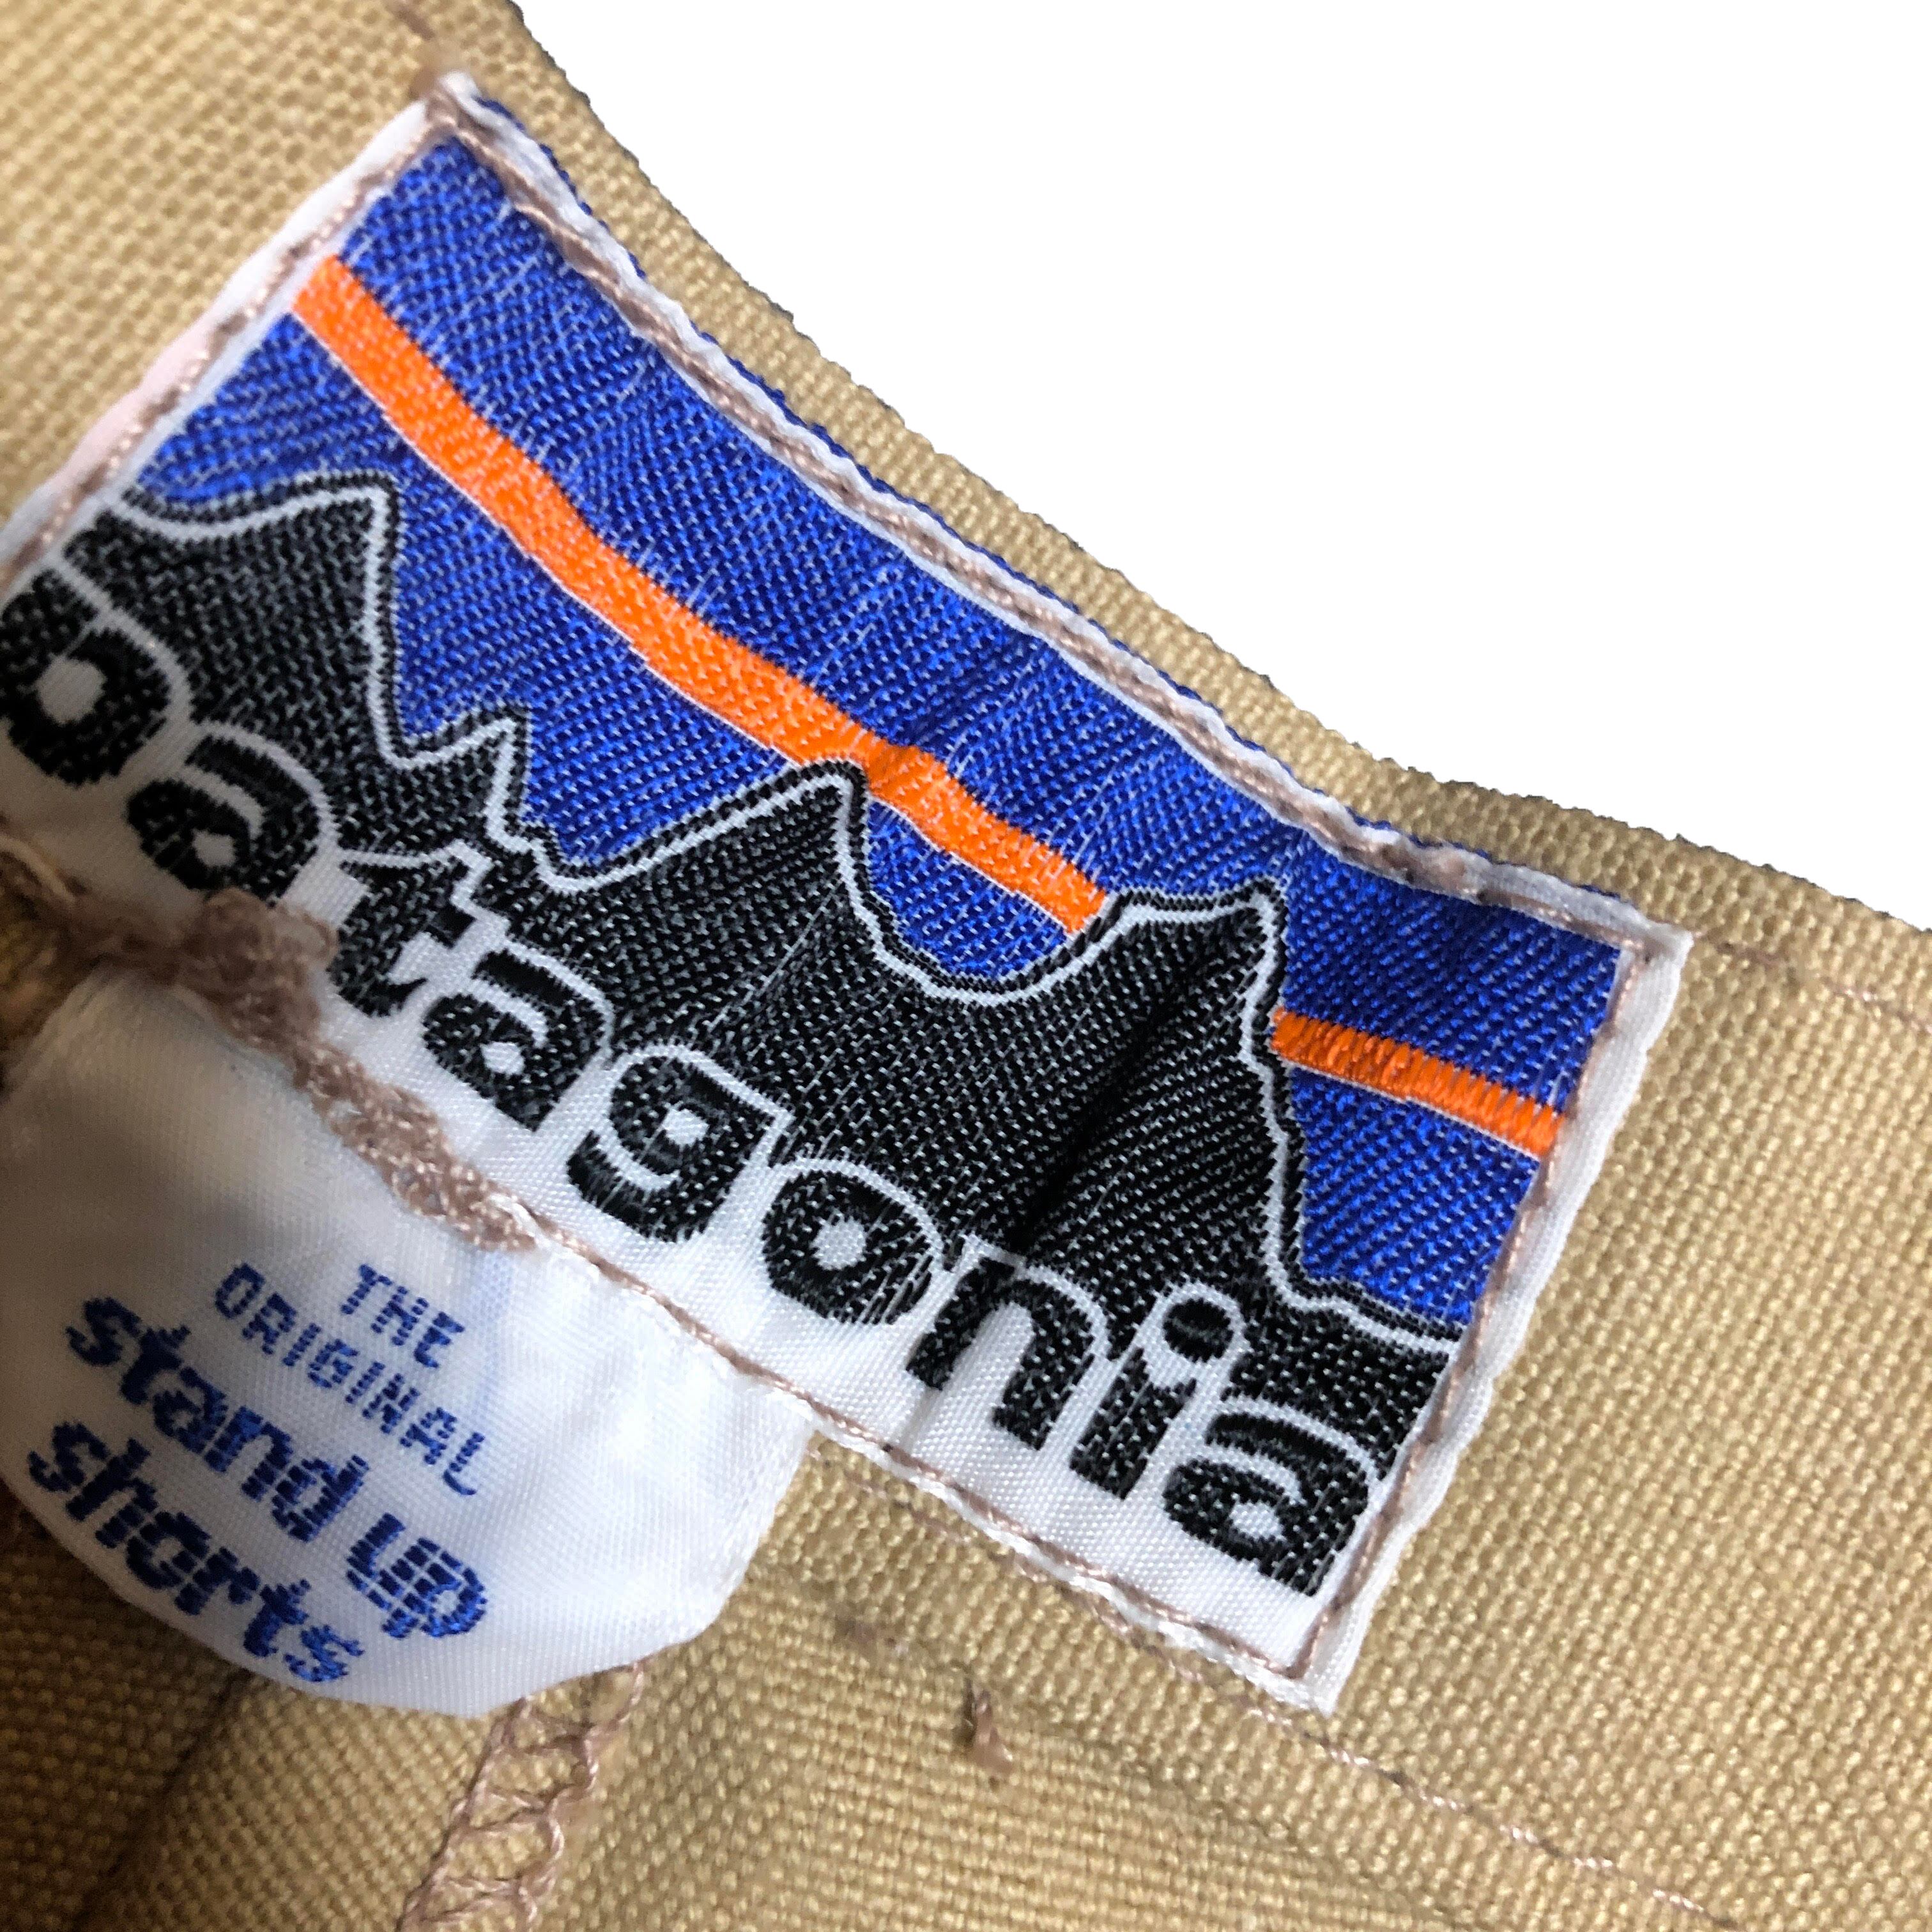 patagonia
THE
ORIGINAL
stand up
shorts